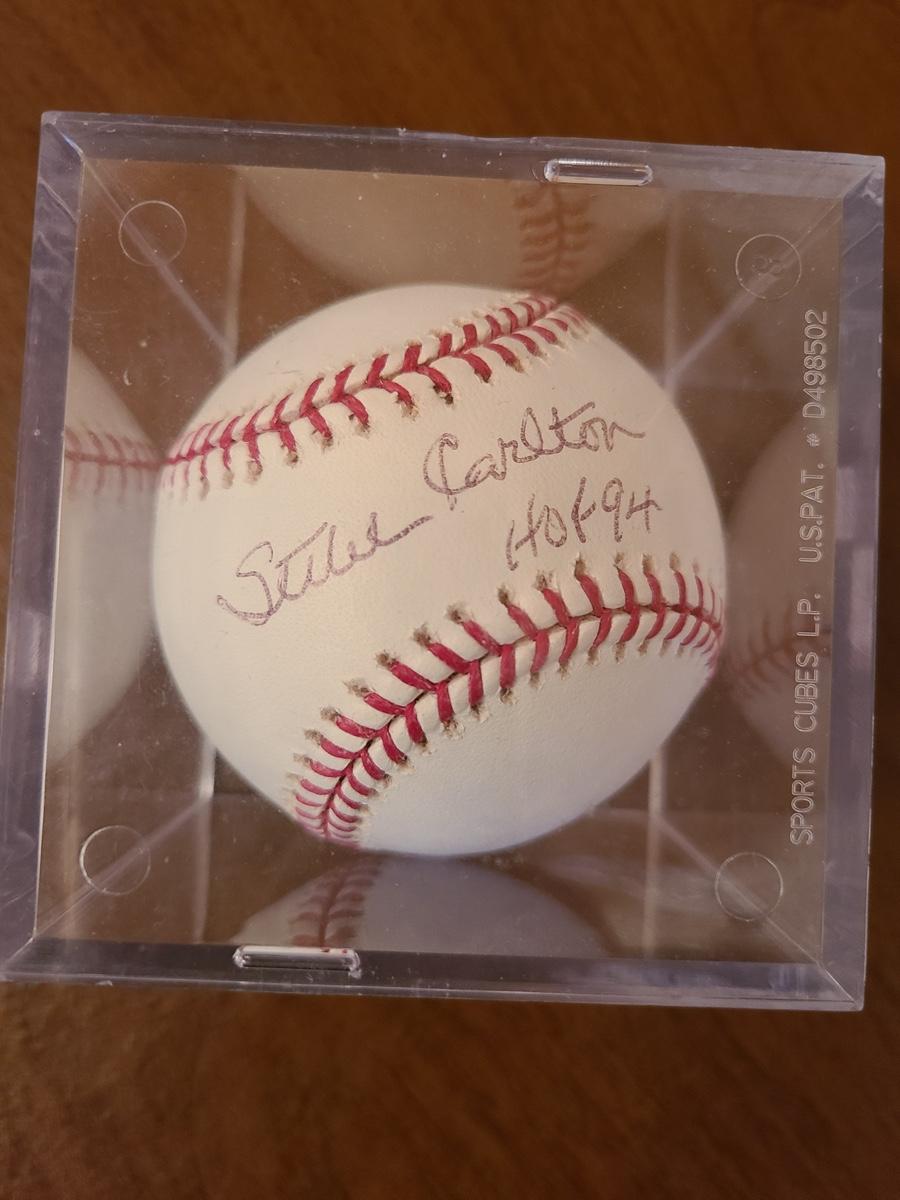 Steve Carlton
HOF 94
SPORTS CUBES L.P. U.S.PAT. # D498502